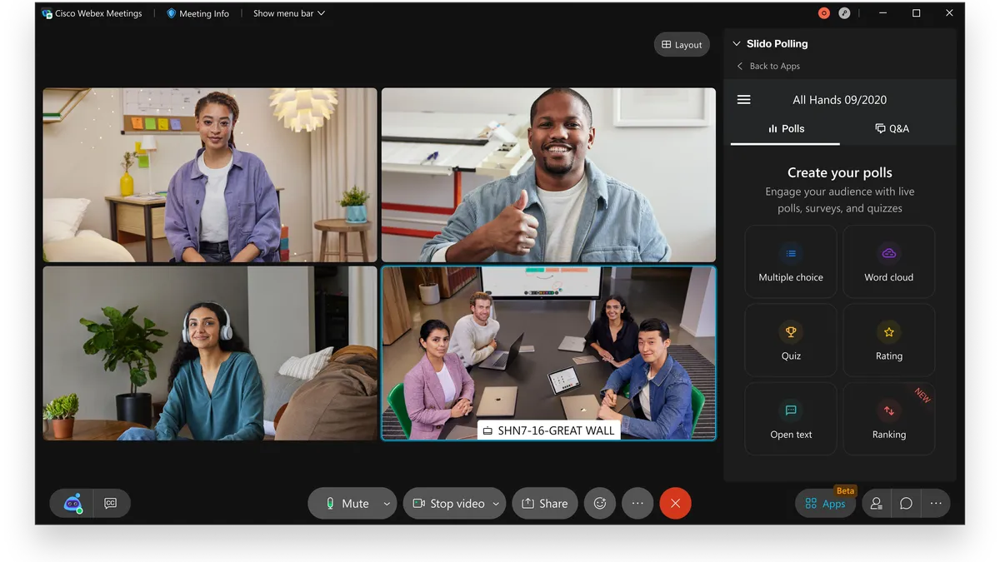 Cisco Webex Meetings
Meeting Info
Show menu bar
Layout
Slido Polling
Back to Apps
All Hands 09/2020
Polls
Q&A
Create your polls
Engage your audience with live
polls, surveys, and quizzes
Multiple choice
Word cloud
Quiz
Rating
Open text
NEW
Ranking
SHN7-16-GREAT WALL
CC
Mute
Stop video
Share
Beta
Apps